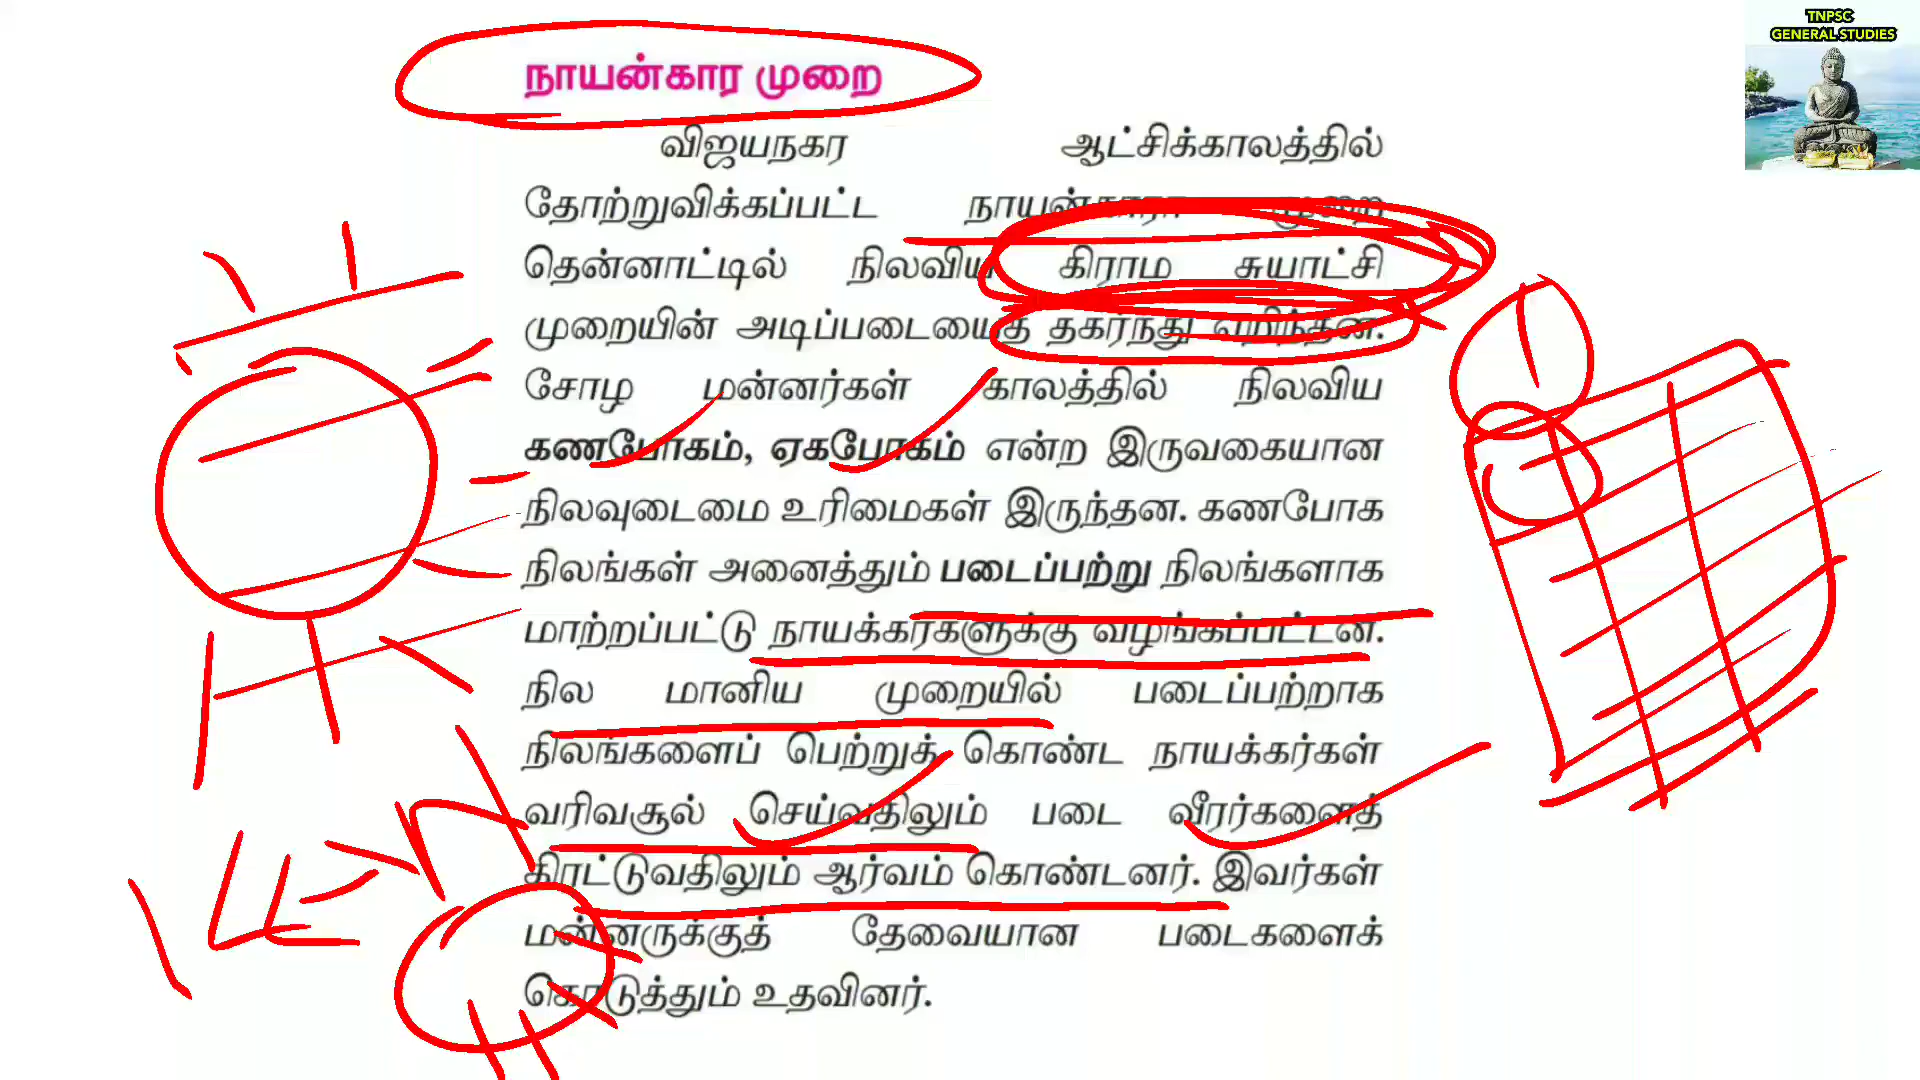 TNPSC
GENERAL STUDIES
நாயன்கார முறை
விஜயநகர ஆட்சிக்காலத்தில்
தோற்றுவிக்கப்பட்ட நாயன்காரா முறை
தென்னாட்டில் நிலவிய கிராம சுயாட்சி
முறையின் அடிப்படையைத் தகர்ந்து எறிந்தன.
சோழ மன்னர்கள் காலத்தில் நிலவிய
கணபோகம், ஏகபோகம் என்ற இருவகையான
நிலவுடைமை உரிமைகள் இருந்தன. கணபோக
நிலங்கள் அனைத்தும் படைப்பற்று நிலங்களாக
மாற்றப்பட்டு நாயக்கர்களுக்கு வழங்கப்பட்டன.
நில மானிய முறையில் படைப்பற்றாக
நிலங்களைப் பெற்றுக் கொண்ட நாயக்கர்கள்
வரிவசூல் செய்வதிலும் படை வீரர்களைத்
திரட்டுவதிலும் ஆர்வம் கொண்டனர். இவர்கள்
மன்னருக்குத் தேவையான படைகளைக்
கொடுத்தும் உதவினர்.